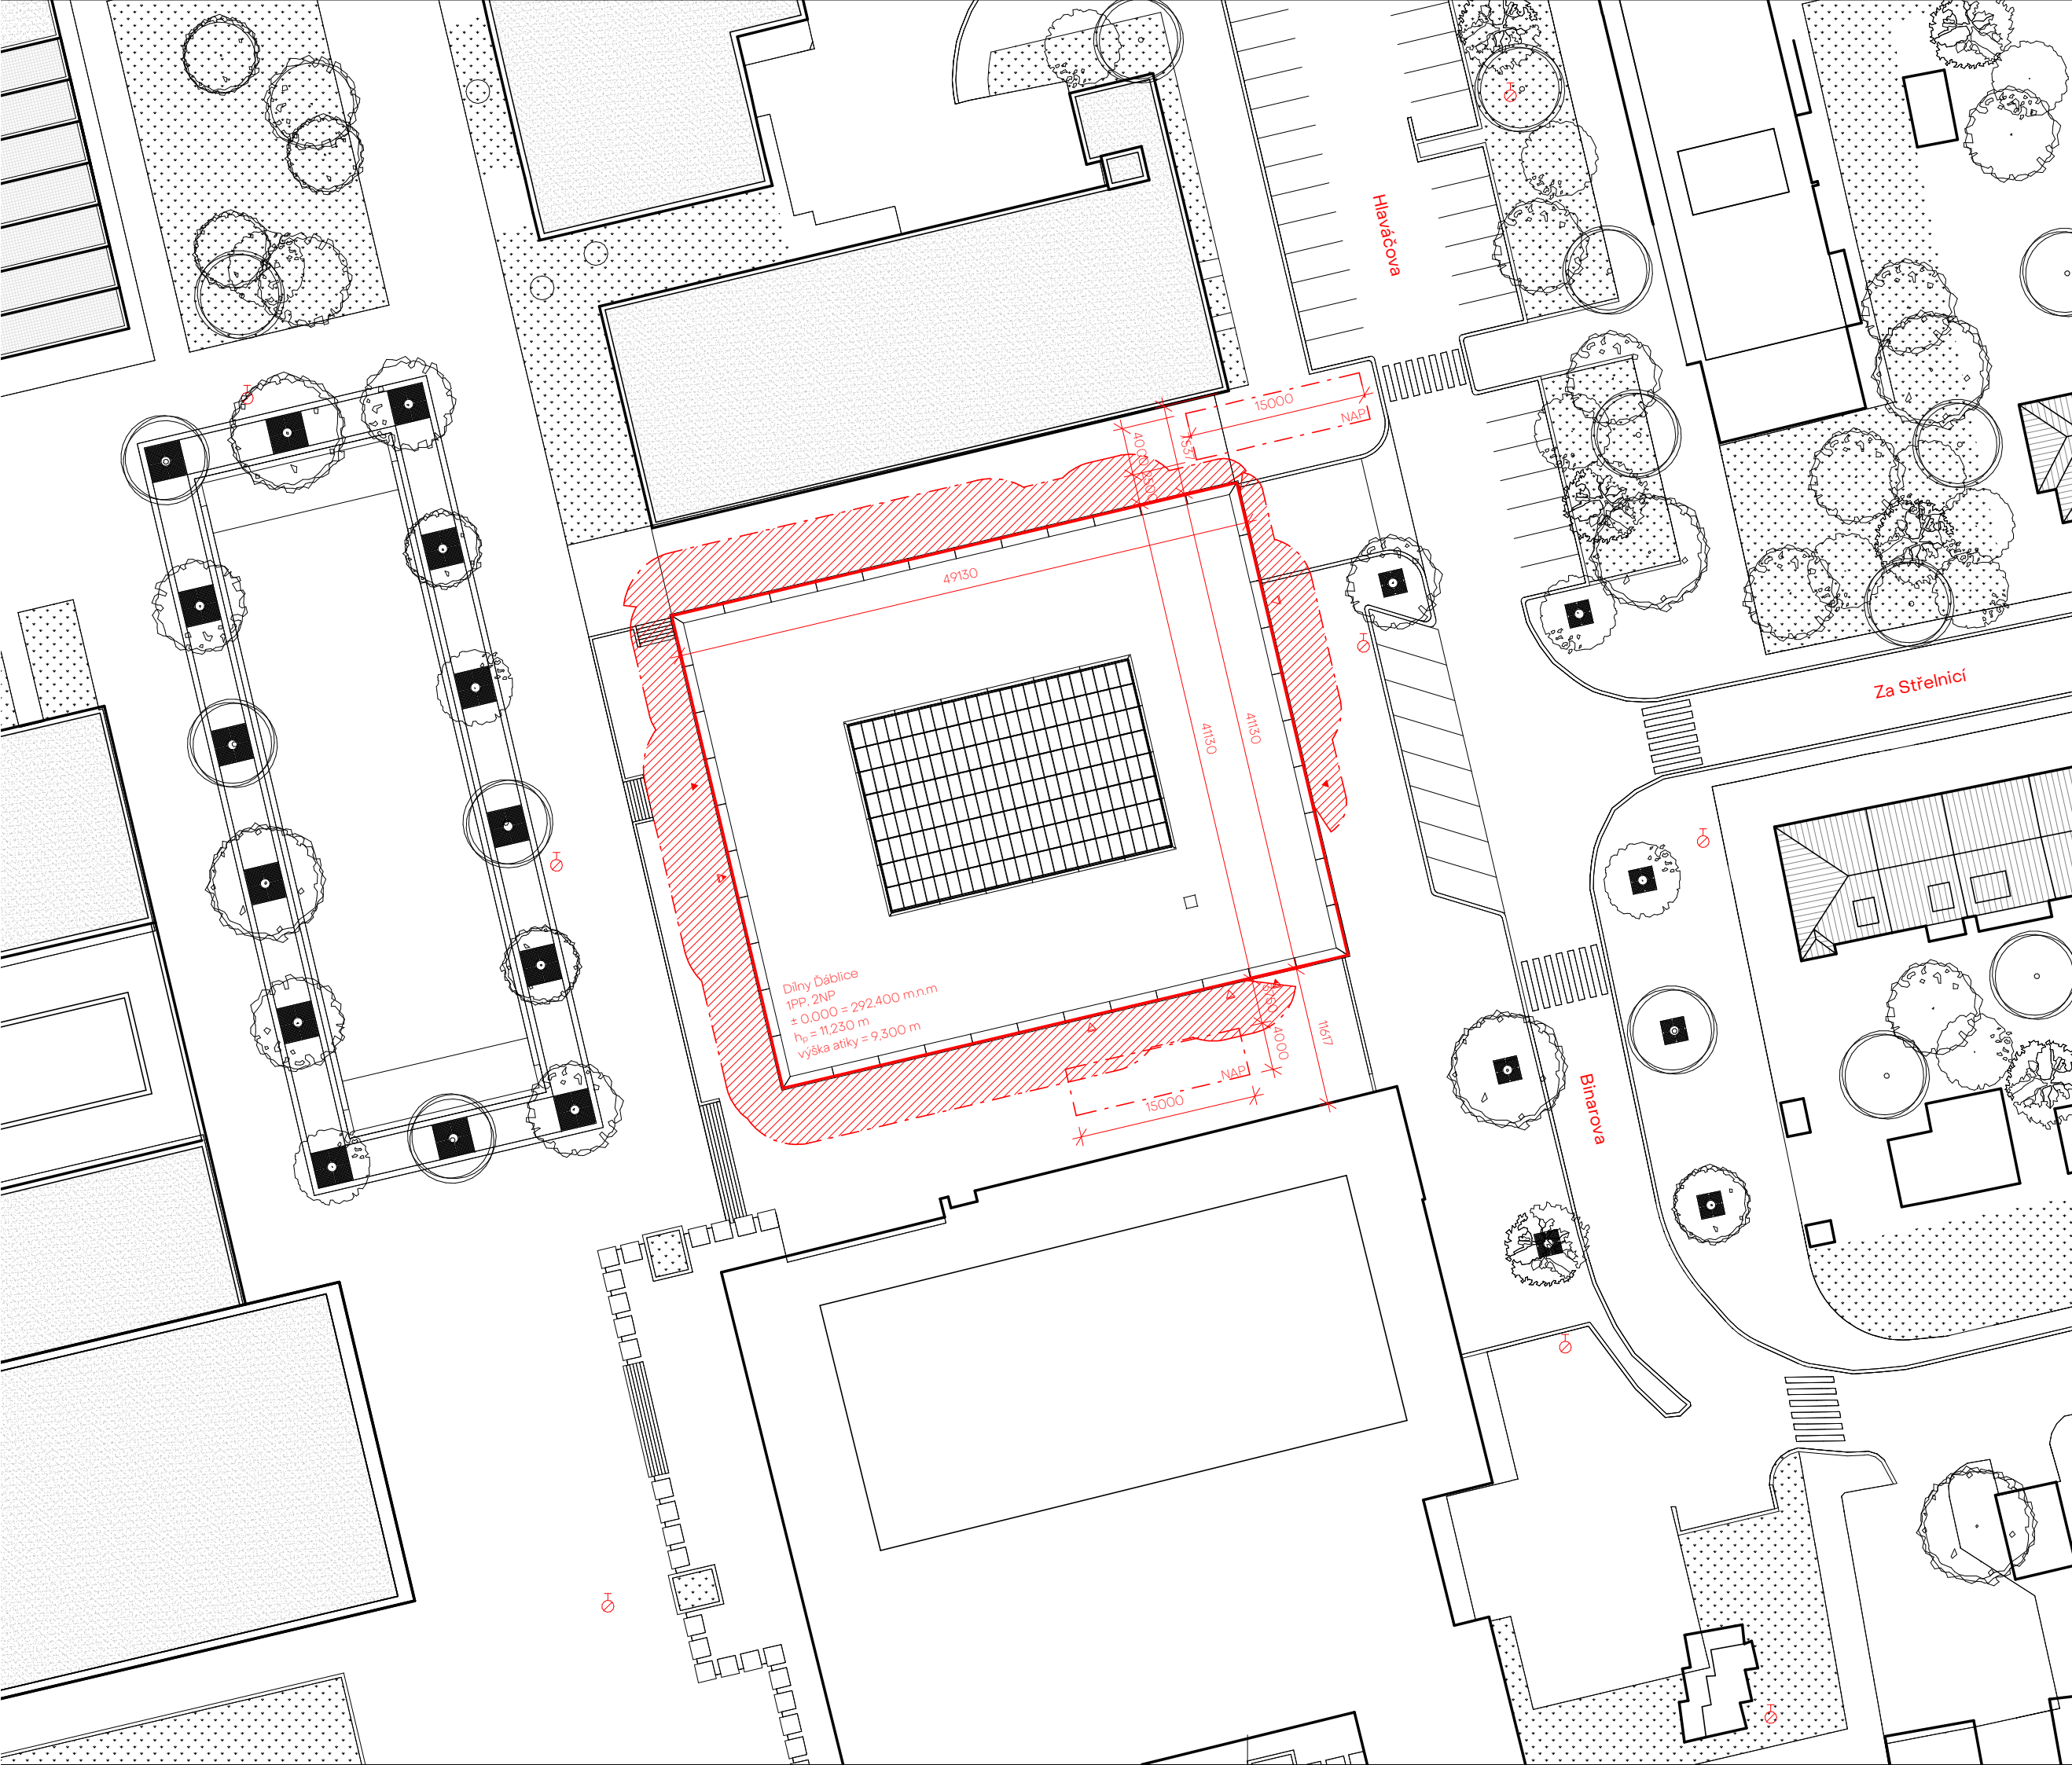 Hlaváčova
15000
NAP
4000
7537
49130
Za Střelnicí
41130
41130
Dílny Ďáblice
1PP, 2NP
± 0,000 = 292,400 m.n.m
hₚ = 11,230 m
výška atiky = 9,300 m
4000
11617
NAP
15000
Binarova